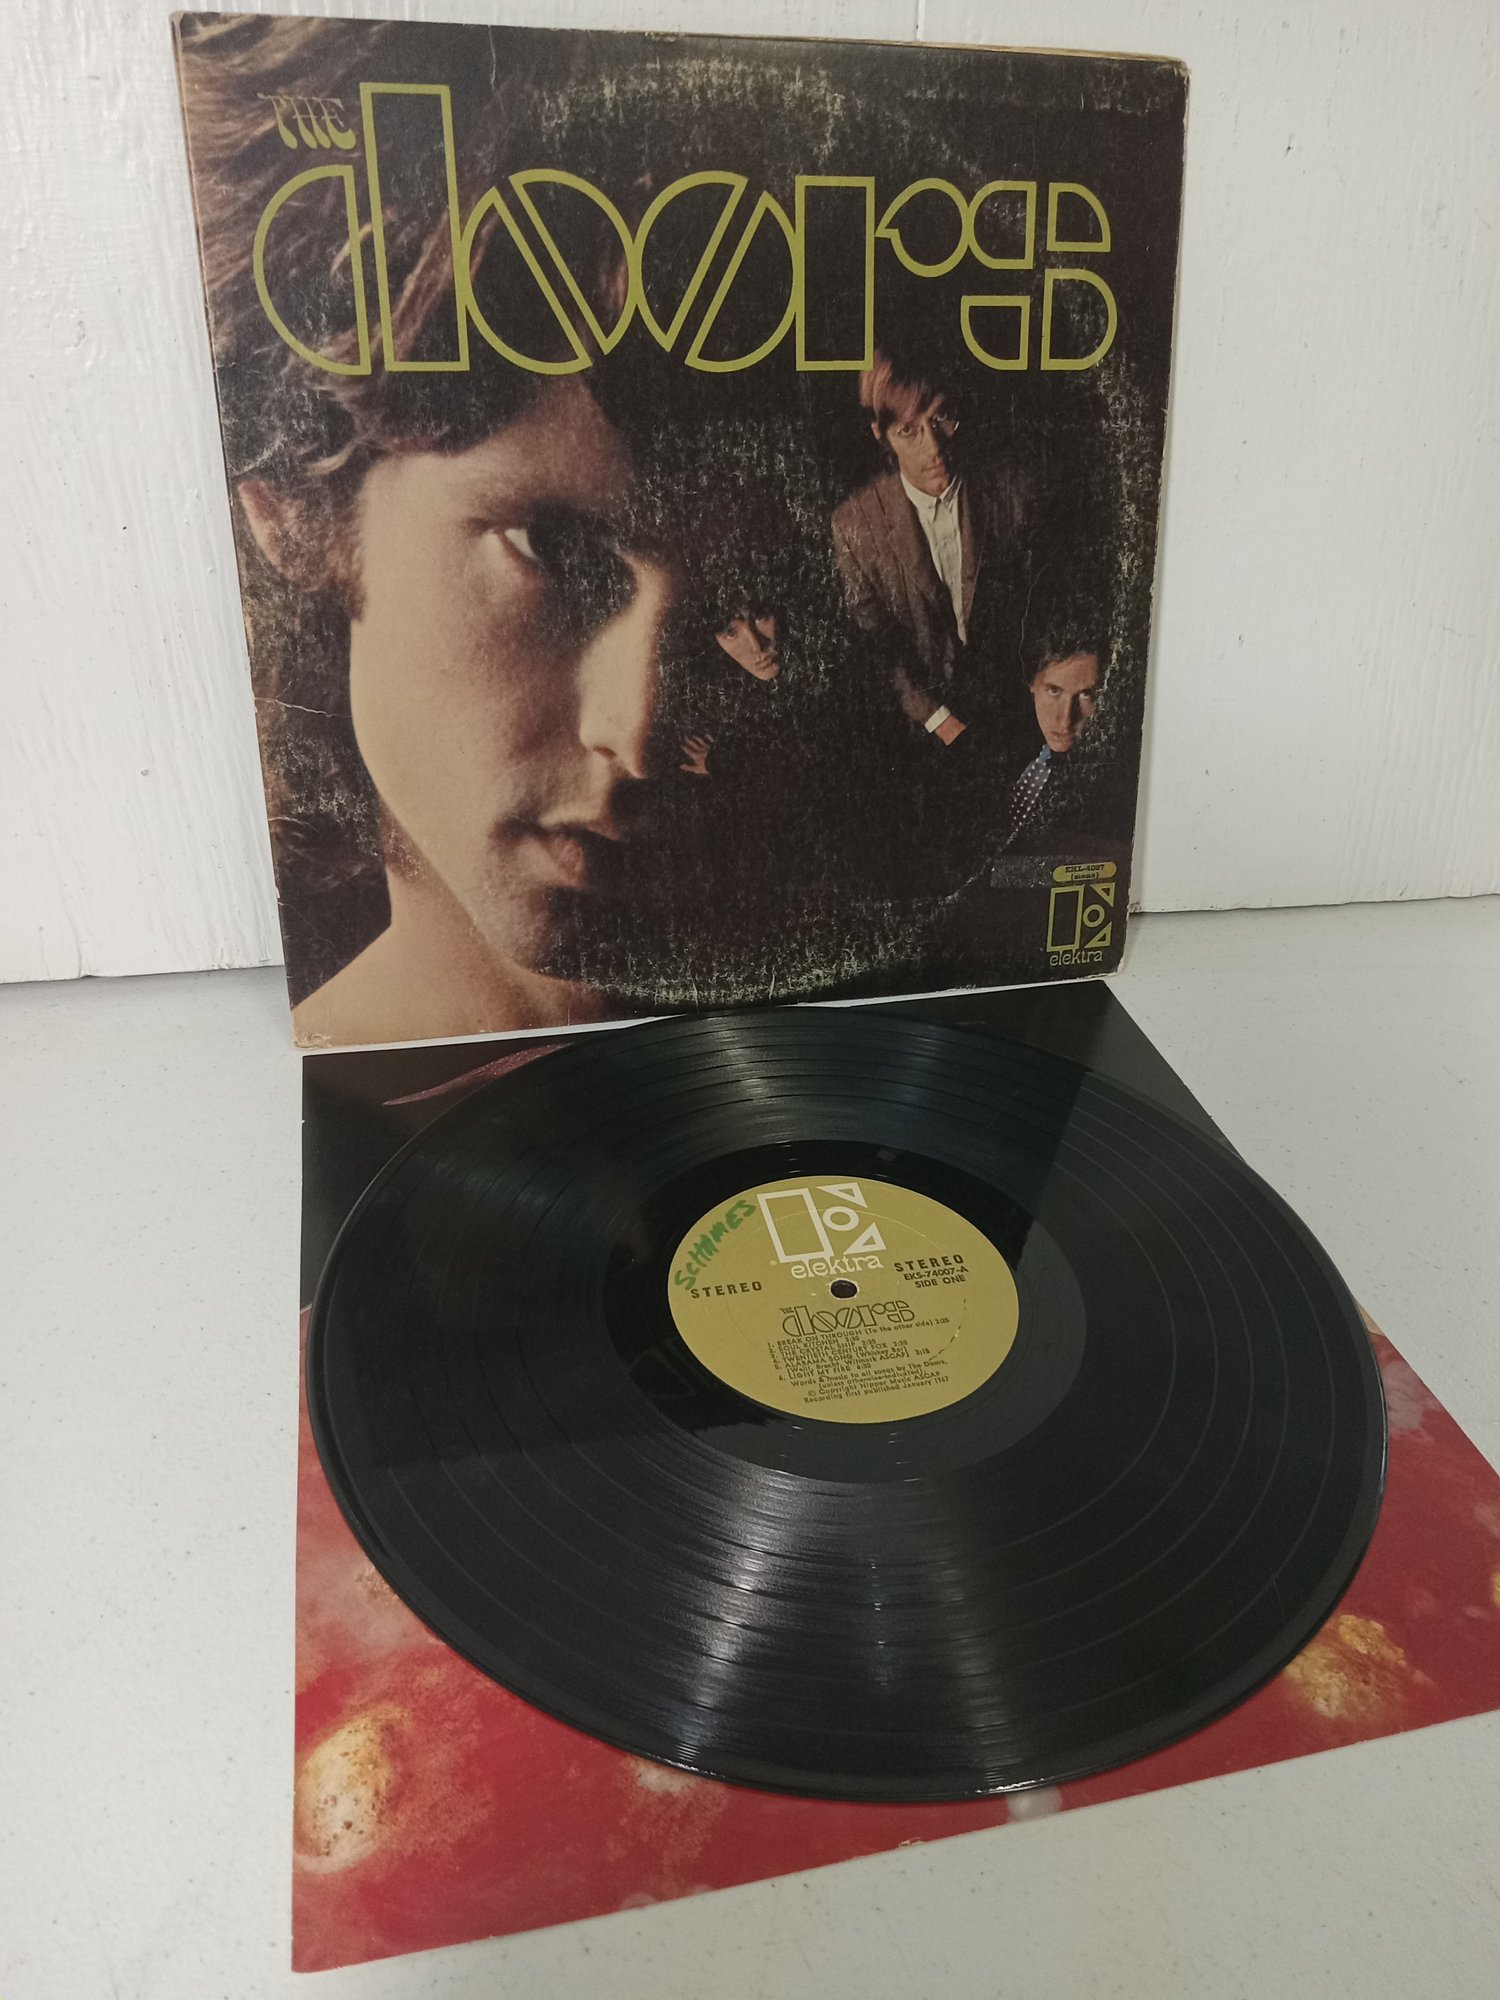 THE
doors
EKL-4007
(mono)
elektra
SCHAMES
elektra
STEREO
STEREO
EKS-74007-A
SIDE ONE
THE
doors
1. BREAK ON THROUGH (To the other side) 2:25
2. SOUL KITCHEN 3:30
3. THE CRYSTAL SHIP 2:30
4. TWENTIETH CENTURY FOX 2:30
5. ALABAMA SONG (Whiskey Bar)
(Weill, Brecht Witmark ASCAP) 3:15
6. LIGHT MY FIRE 6:30
Words & music to all songs by The Doors,
(unless otherwise indicated)
© Copyright Nipper Music ASCAP
Recording first published January 1967